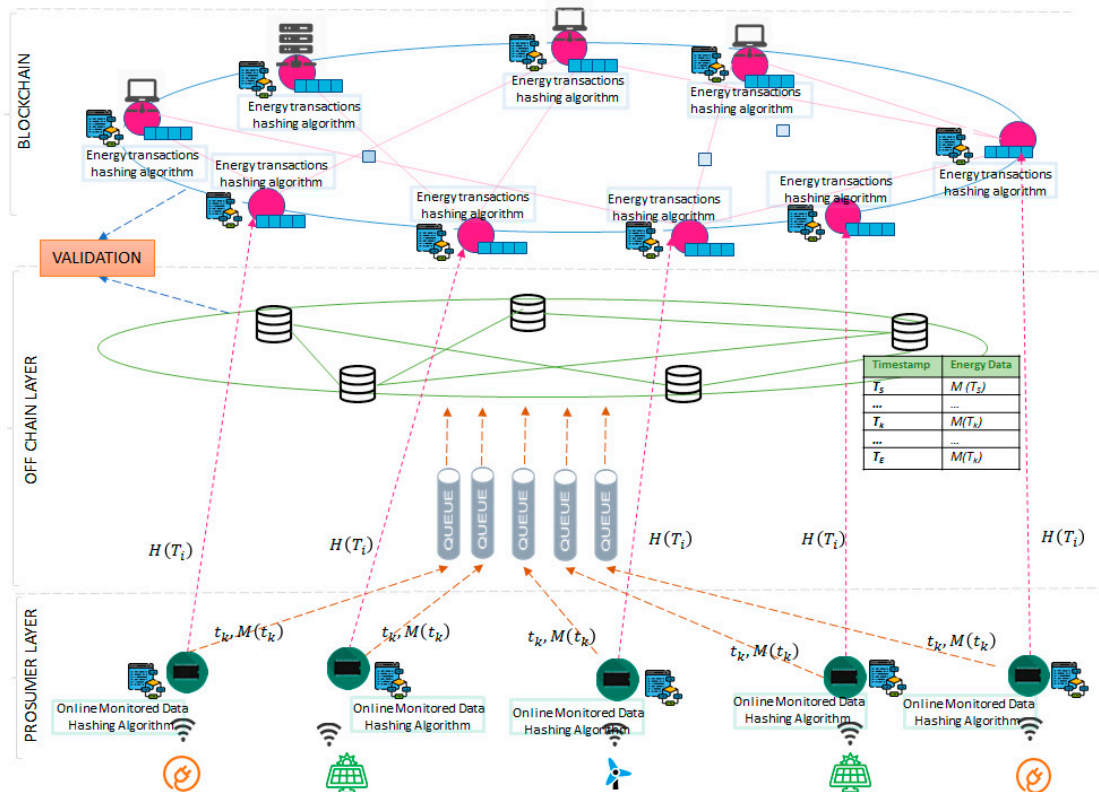 BLOCKCHAIN
Energy transactions
hashing algorithm
Energy transactions
hashing algorithm
Energy transactions
hashing algorithm
Energy transactions
hashing algorithm
Energy transactions
hashing algorithm
Energy transactions
hashing algorithm
Energy transactions
hashing algorithm
Energy transactions
hashing algorithm
Energy transactions
hashing algorithm
VALIDATION
OFF CHAIN LAYER
Timestamp Energy Data
T_S M (T_S)
... ...
T_k M(T_k)
... ...
T_E M(T_k)
QUEUE
QUEUE
QUEUE
QUEUE
QUEUE
H(T_i)
H(T_i)
H(T_i)
H(T_i)
H(T_i)
PROSUMER LAYER
t_k, M(t_k)
t_k, M(t_k)
t_k, M(t_k)
t_k, M(t_k)
t_k, M(t_k)
Online Monitored Data
Hashing Algorithm
Online Monitored Data
Hashing Algorithm
Online Monitored Data
Hashing Algorithm
Online Monitored Data
Hashing Algorithm
Online Monitored Data
Hashing Algorithm